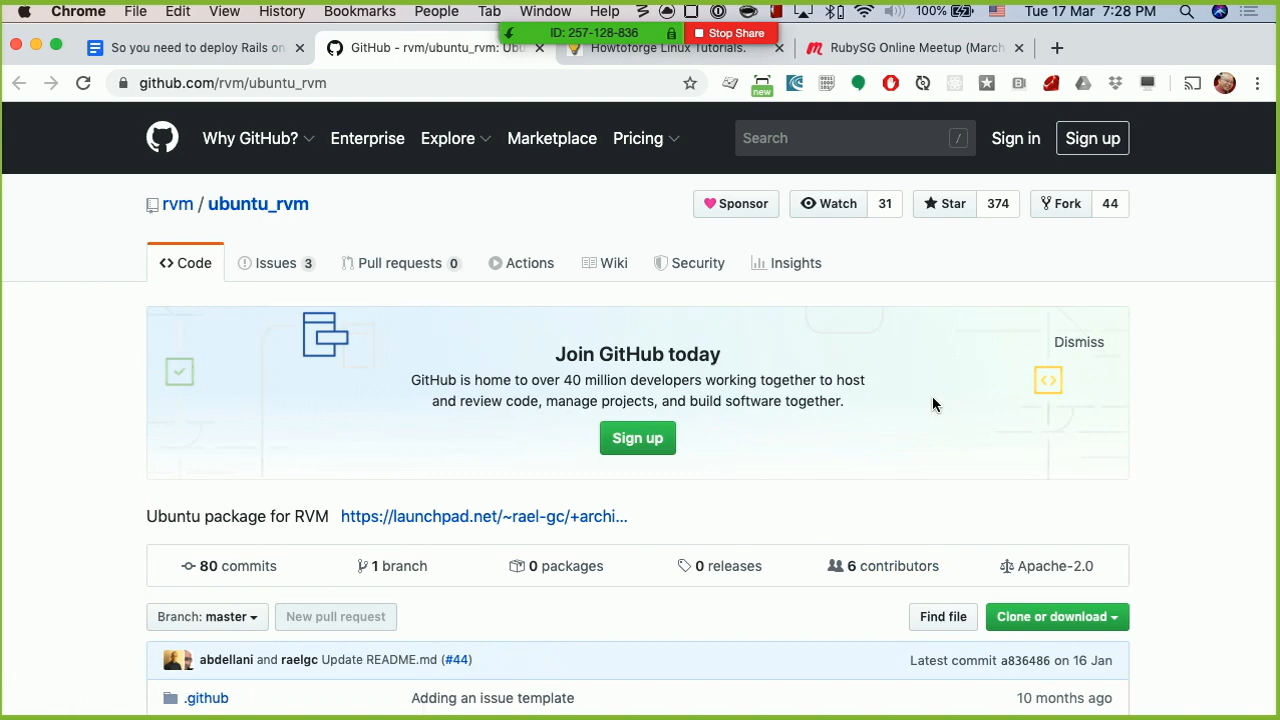 Chrome File Edit View History Bookmarks People Tab Window Help 100% Tue 17 Mar 7:28 PM
ID: 257-128-836 Stop Share
So you need to deploy Rails on GitHub - rvm/ubuntu_rvm: Ubu Howtoforge Linux Tutorials. RubySG Online Meetup (March
github.com/rvm/ubuntu_rvm new
Why GitHub? Enterprise Explore Marketplace Pricing Search / Sign in Sign up
rvm / ubuntu_rvm Sponsor Watch 31 Star 374 Fork 44
Code Issues 3 Pull requests 0 Actions Wiki Security Insights
Dismiss
Join GitHub today
GitHub is home to over 40 million developers working together to host
and review code, manage projects, and build software together.
Sign up
Ubuntu package for RVM https://launchpad.net/~rael-gc/+archi...
80 commits 1 branch 0 packages 0 releases 6 contributors Apache-2.0
Branch: master New pull request Find file Clone or download
abdellani and raelgc Update README.md (#44) Latest commit a836486 on 16 Jan
.github Adding an issue template 10 months ago